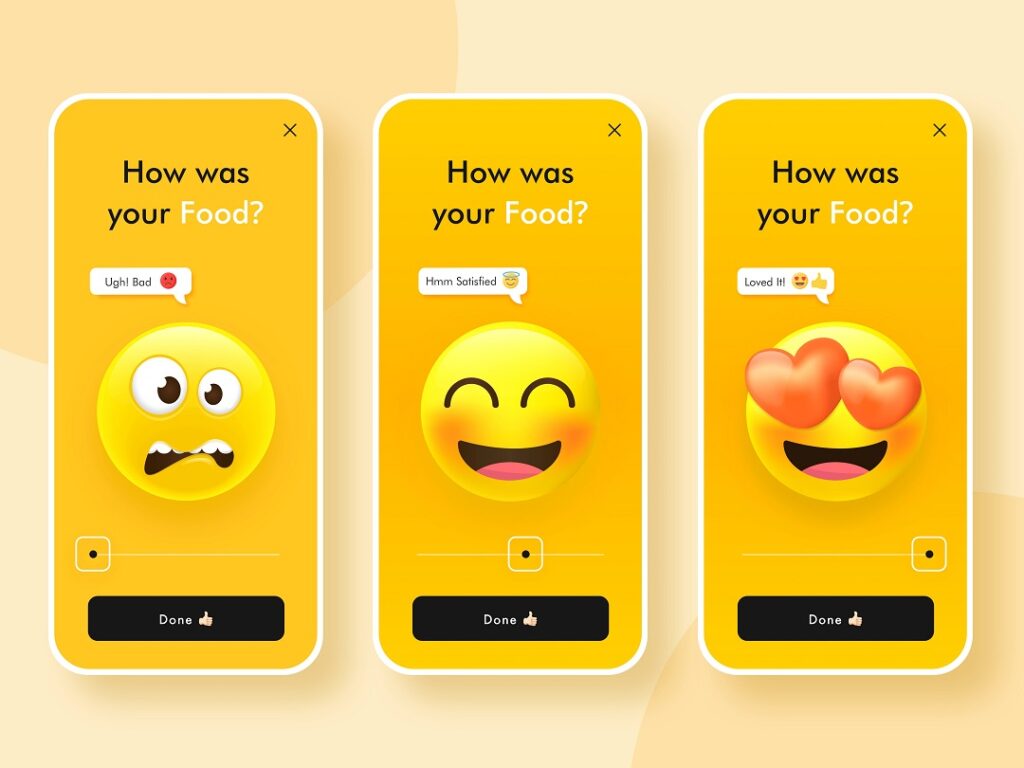 How was
your Food?
Ugh! Bad 😡
Done 👍🏻
How was
your Food?
Hmm Satisfied 😇
Done 👍🏻
How was
your Food?
Loved It! 😍👍
Done 👍🏻